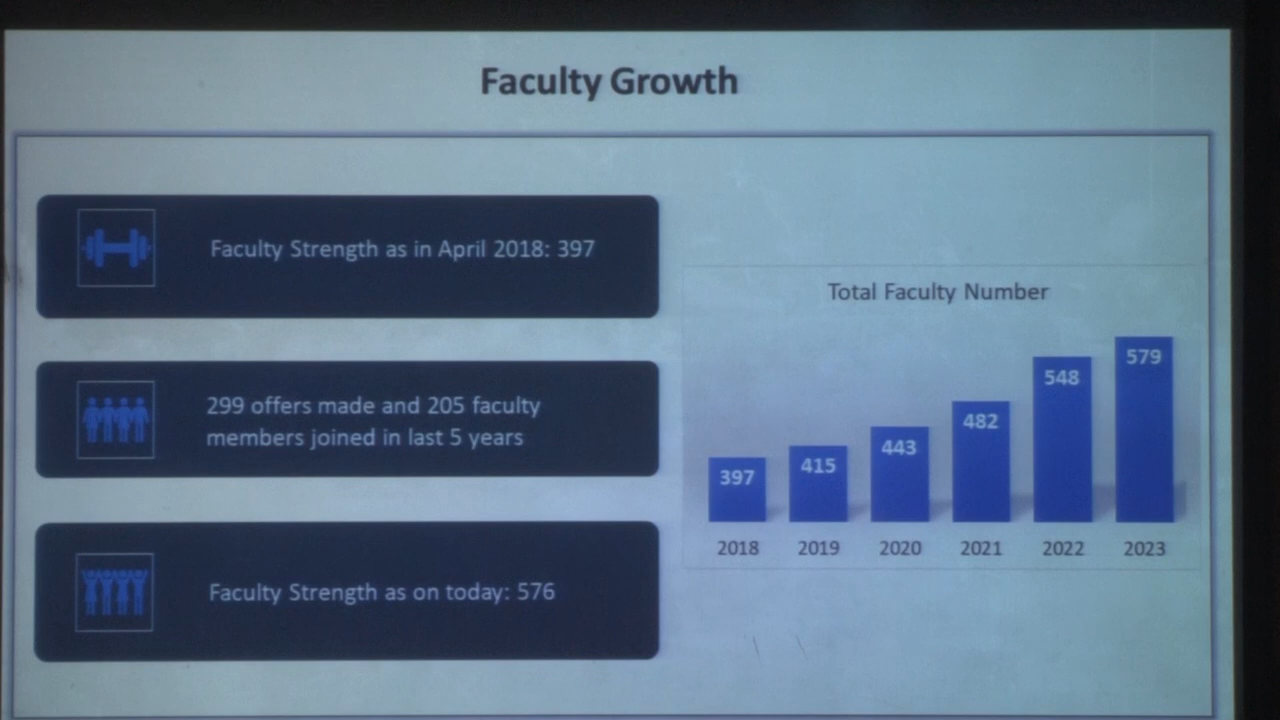 Faculty Growth
Faculty Strength as in April 2018: 397
299 offers made and 205 faculty
members joined in last 5 years
Faculty Strength as on today: 576
Total Faculty Number
397
415
443
482
548
579
2018
2019
2020
2021
2022
2023